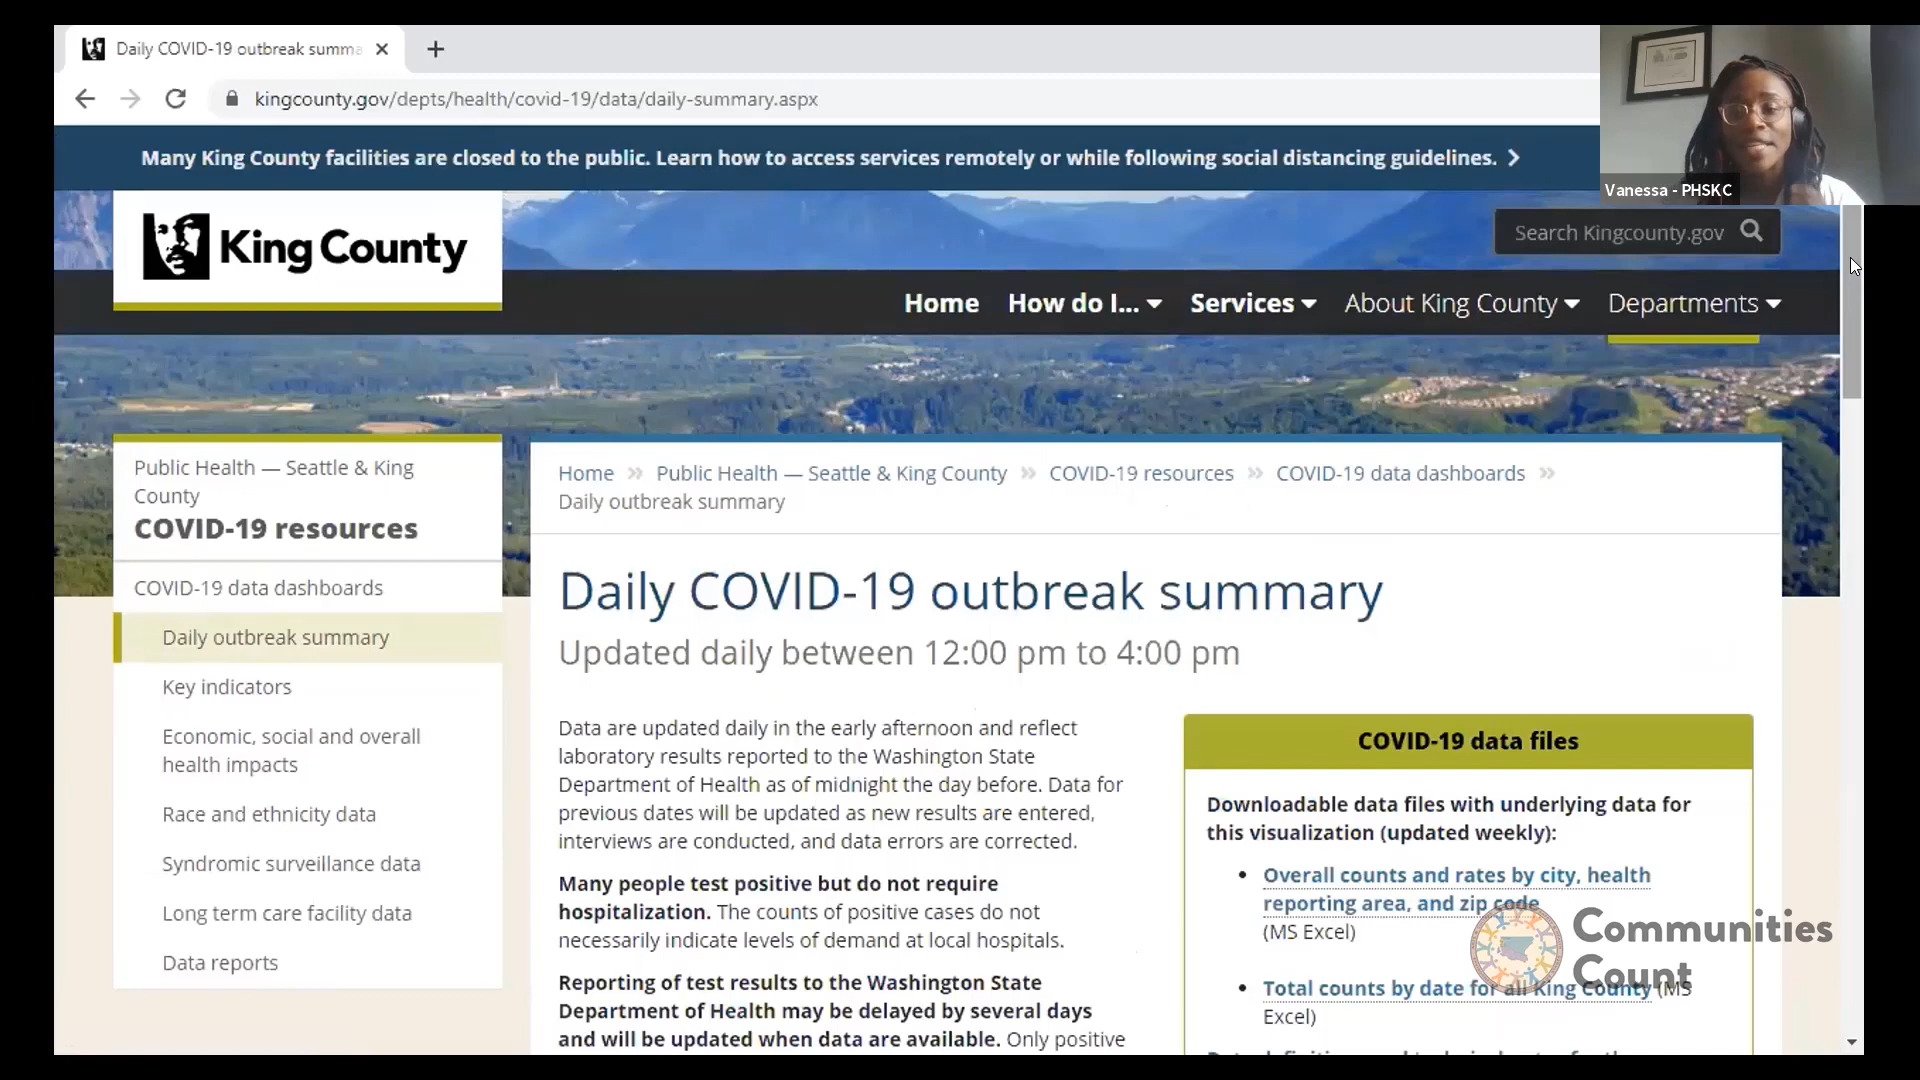 Daily COVID-19 outbreak summa
kingcounty.gov/depts/health/covid-19/data/daily-summary.aspx
Vanessa - PHSKC
Many King County facilities are closed to the public. Learn how to access services remotely or while following social distancing guidelines.
King County
Search Kingcounty.gov
Home How do I... Services About King County Departments
Public Health — Seattle & King
County
COVID-19 resources
COVID-19 data dashboards
Daily outbreak summary
Key indicators
Economic, social and overall
health impacts
Race and ethnicity data
Syndromic surveillance data
Long term care facility data
Data reports
Home » Public Health — Seattle & King County » COVID-19 resources » COVID-19 data dashboards »
Daily outbreak summary
Daily COVID-19 outbreak summary
Updated daily between 12:00 pm to 4:00 pm
Data are updated daily in the early afternoon and reflect
laboratory results reported to the Washington State
Department of Health as of midnight the day before. Data for
previous dates will be updated as new results are entered,
interviews are conducted, and data errors are corrected.
Many people test positive but do not require
hospitalization. The counts of positive cases do not
necessarily indicate levels of demand at local hospitals.
Reporting of test results to the Washington State
Department of Health may be delayed by several days
and will be updated when data are available. Only positive
COVID-19 data files
Downloadable data files with underlying data for
this visualization (updated weekly):
• Overall counts and rates by city, health
reporting area, and zip code
(MS Excel)
• Total counts by date for all King County (MS
Excel)
Communities
Count